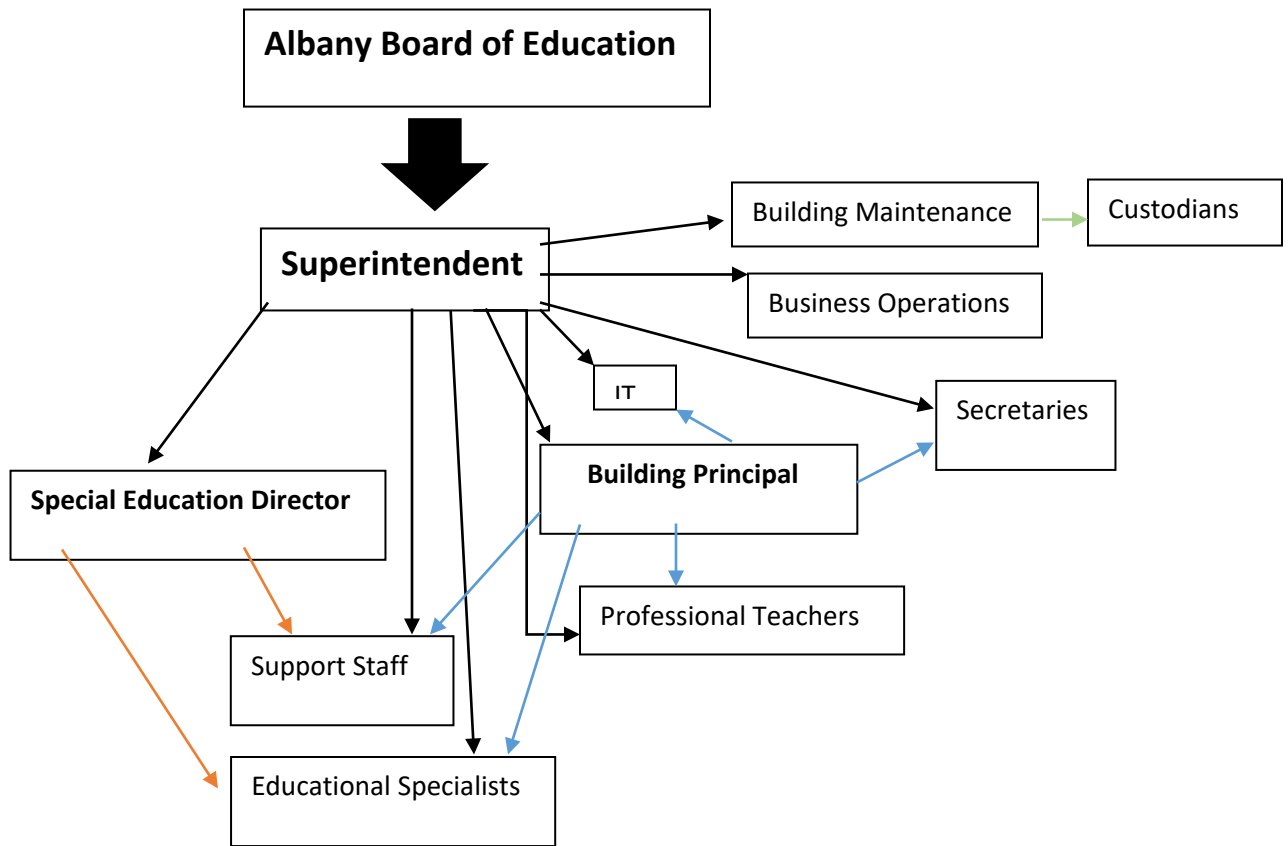 Albany Board of Education
Building Maintenance
Custodians
Superintendent
Business Operations
IT
Secretaries
Building Principal
Special Education Director
Professional Teachers
Support Staff
Educational Specialists